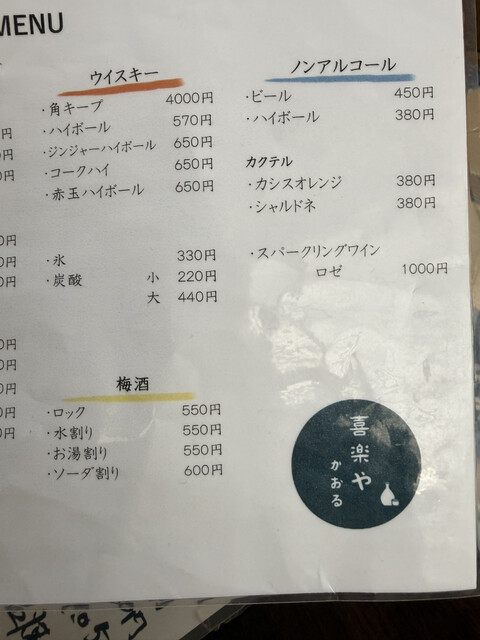 MENU
ウイスキー
・角キープ 4000円
・ハイボール 570円
・ジンジャーハイボール 650円
・コークハイ 650円
・赤玉ハイボール 650円
・氷 330円
・炭酸 小 220円
大 440円
梅酒
・ロック 550円
・水割り 550円
・お湯割り 550円
・ソーダ割り 600円
ノンアルコール
・ビール 450円
・ハイボール 380円
カクテル
・カシスオレンジ 380円
・シャルドネ 380円
・スパークリングワイン
ロゼ 1000円
喜楽や
かおる